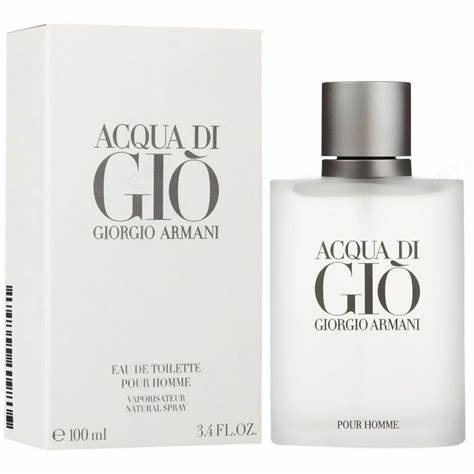 ACQUA DI
GIÒ
GIORGIO ARMANI
EAU DE TOILETTE
POUR HOMME
VAPORISATEUR
NATURAL SPRAY
℮ 100 ml 3.4 FL.OZ.
ACQUA DI
GIÒ
GIORGIO ARMANI
POUR HOMME